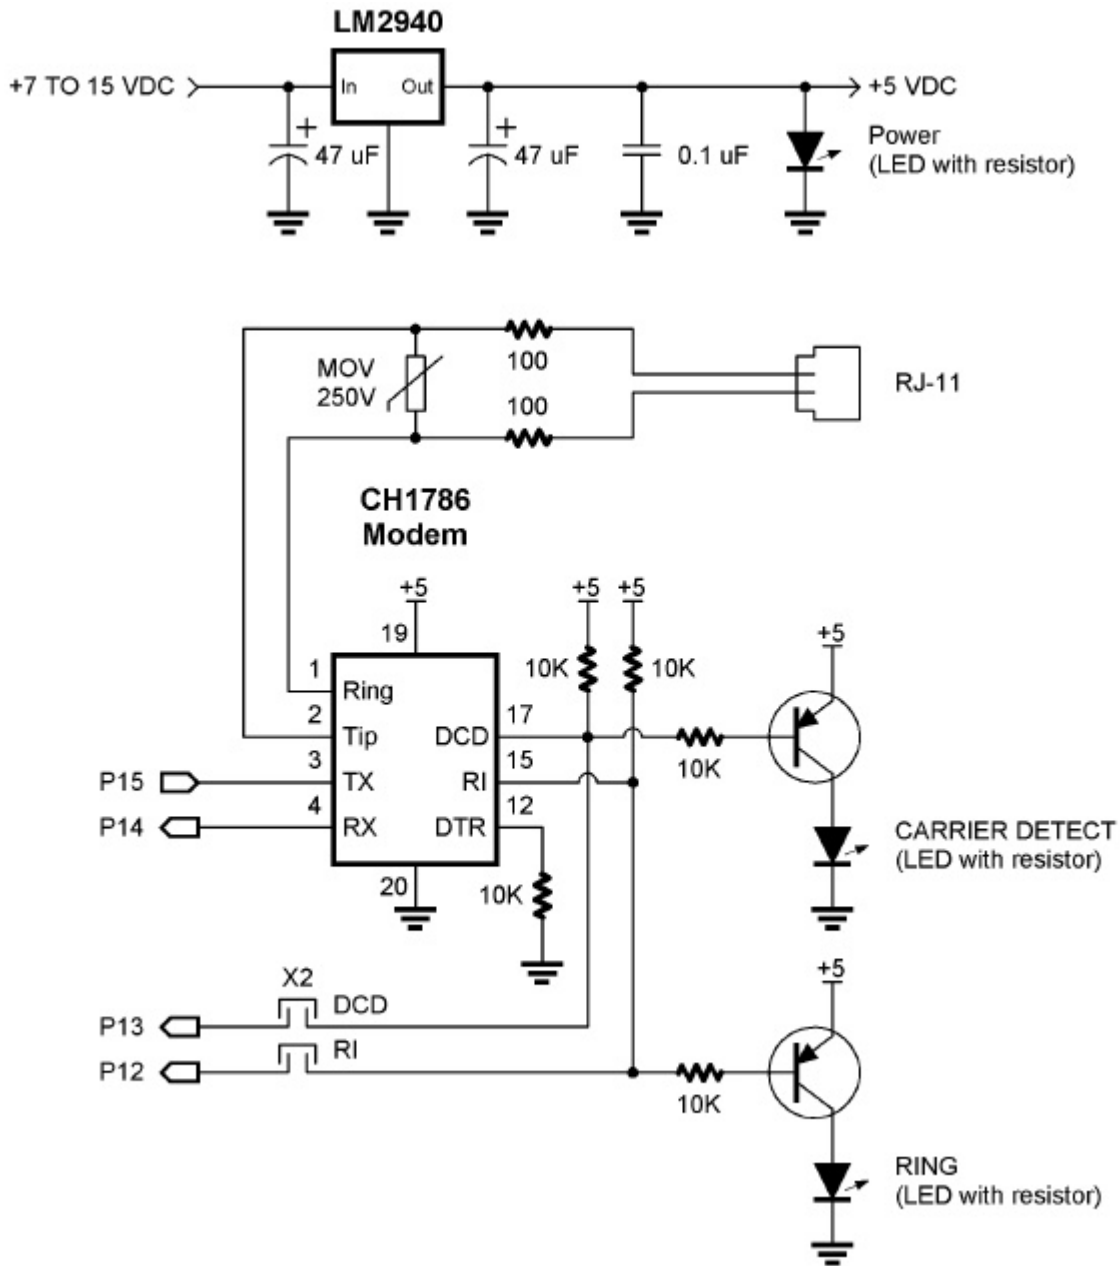 LM2940
+7 TO 15 VDC
In
Out
+5 VDC
+
47 uF
+
47 uF
0.1 uF
Power
(LED with resistor)
MOV
250V
100
100
RJ-11
CH1786
Modem
+5
+5
+5
19
10K
10K
+5
1
Ring
2
Tip
17
DCD
3
TX
15
RI
10K
4
RX
12
DTR
P15
P14
20
10K
CARRIER DETECT
(LED with resistor)
X2
DCD
P13
RI
P12
+5
10K
RING
(LED with resistor)